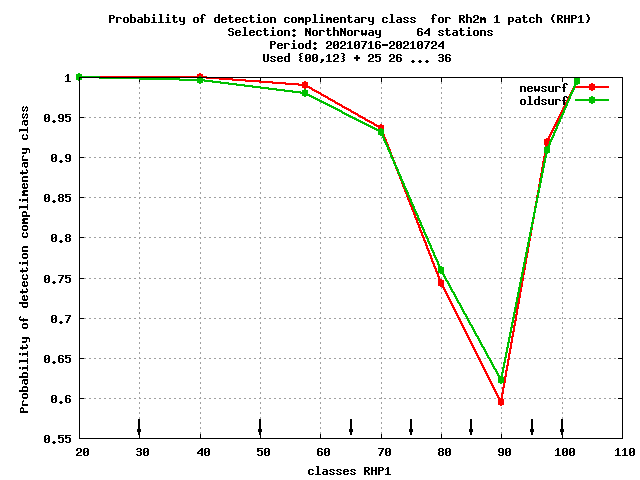 Probability of detection complimentary class  for Rh2m 1 patch (RHP1)
Selection: NorthNorway     64 stations
Period: 20210716-20210724
Used {00,12} + 25 26 ... 36
newsurf
oldsurf
1
0.95
0.9
0.85
0.8
0.75
0.7
0.65
0.6
0.55
Probability of detection complimentary class
20 30 40 50 60 70 80 90 100 110
classes RHP1